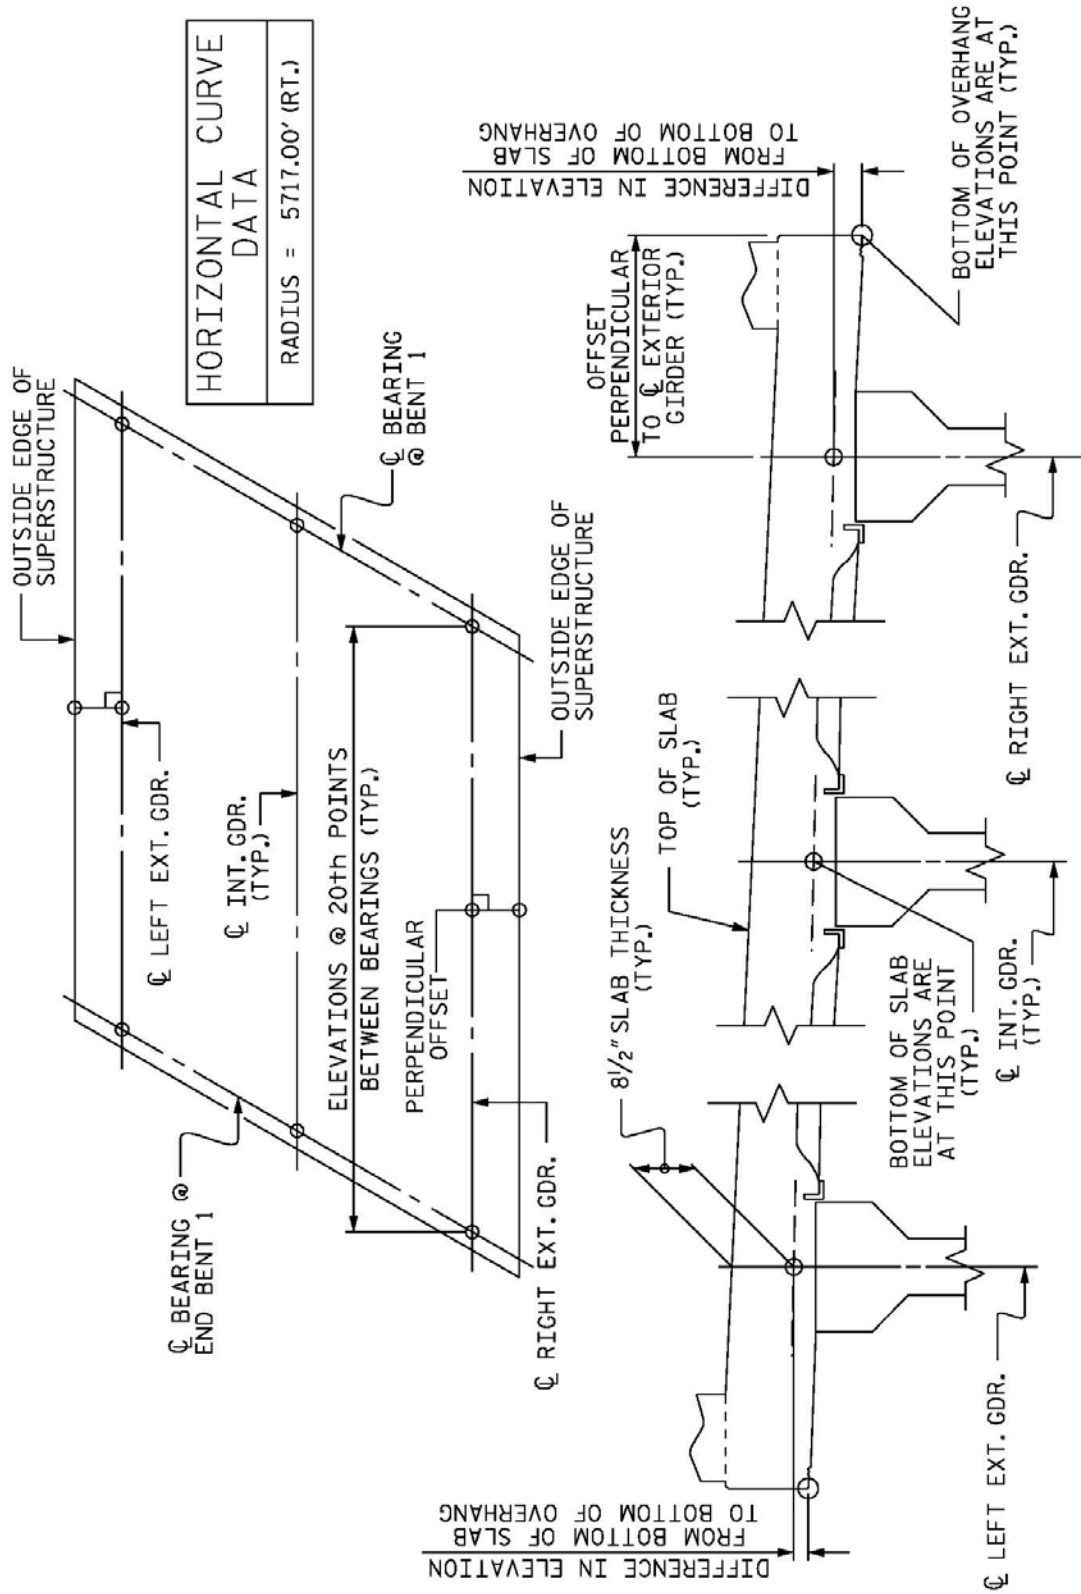 OUTSIDE EDGE OF
SUPERSTRUCTURE
HORIZONTAL CURVE
DATA
RADIUS = 5717.00' (RT.)
℄ LEFT EXT. GDR.
℄ BEARING
@ BENT 1
℄ INT. GDR.
(TYP.)
ELEVATIONS @ 20th POINTS
BETWEEN BEARINGS (TYP.)
℄ BEARING @
END BENT 1
PERPENDICULAR
OFFSET
℄ RIGHT EXT. GDR.
OUTSIDE EDGE OF
SUPERSTRUCTURE
DIFFERENCE IN ELEVATION
FROM BOTTOM OF SLAB
TO BOTTOM OF OVERHANG
8½" SLAB THICKNESS
(TYP.)
TOP OF SLAB
(TYP.)
OFFSET
PERPENDICULAR
TO ℄ EXTERIOR
GIRDER (TYP.)
DIFFERENCE IN ELEVATION
FROM BOTTOM OF SLAB
TO BOTTOM OF OVERHANG
BOTTOM OF OVERHANG
ELEVATIONS ARE AT
THIS POINT (TYP.)
BOTTOM OF SLAB
ELEVATIONS ARE
AT THIS POINT
(TYP.)
℄ LEFT EXT. GDR.
℄ INT. GDR.
(TYP.)
℄ RIGHT EXT. GDR.